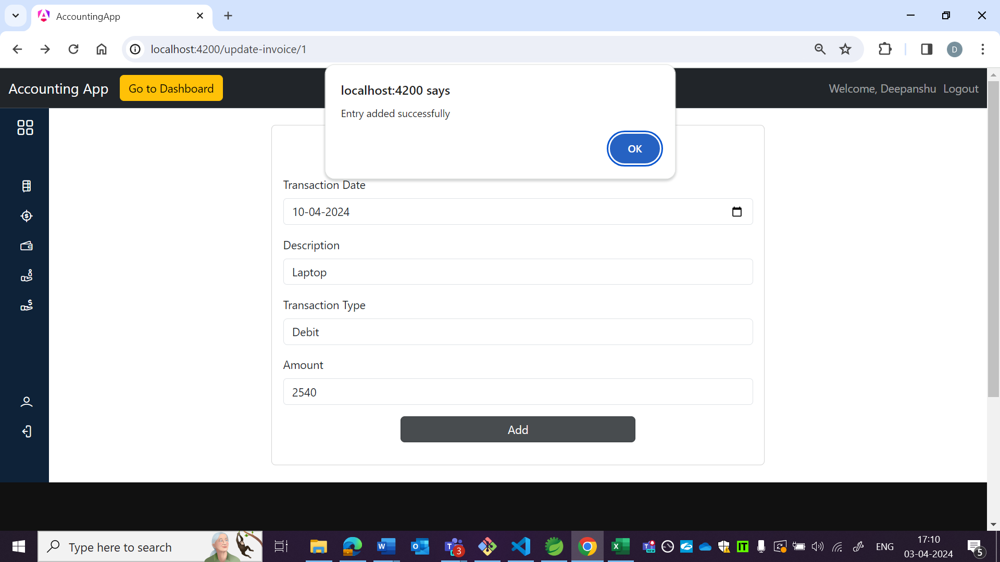 AccountingApp
localhost:4200/update-invoice/1
D
Accounting App
Go to Dashboard
Welcome, Deepanshu
Logout
localhost:4200 says
Entry added successfully
OK
Transaction Date
10-04-2024
Description
Laptop
Transaction Type
Debit
Amount
2540
Add
Type here to search
3
ENG
17:10
03-04-2024
5